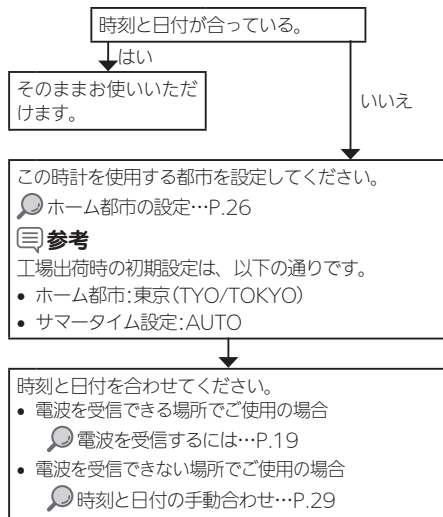 時刻と日付が合っている。
はい
そのままお使いいただ
けます。
いいえ
この時計を使用する都市を設定してください。
ホーム都市の設定…P.26
参考
工場出荷時の初期設定は、以下の通りです。
• ホーム都市:東京(TYO/TOKYO)
• サマータイム設定:AUTO
時刻と日付を合わせてください。
• 電波を受信できる場所でご使用の場合
電波を受信するには…P.19
• 電波を受信できない場所でご使用の場合
時刻と日付の手動合わせ…P.29